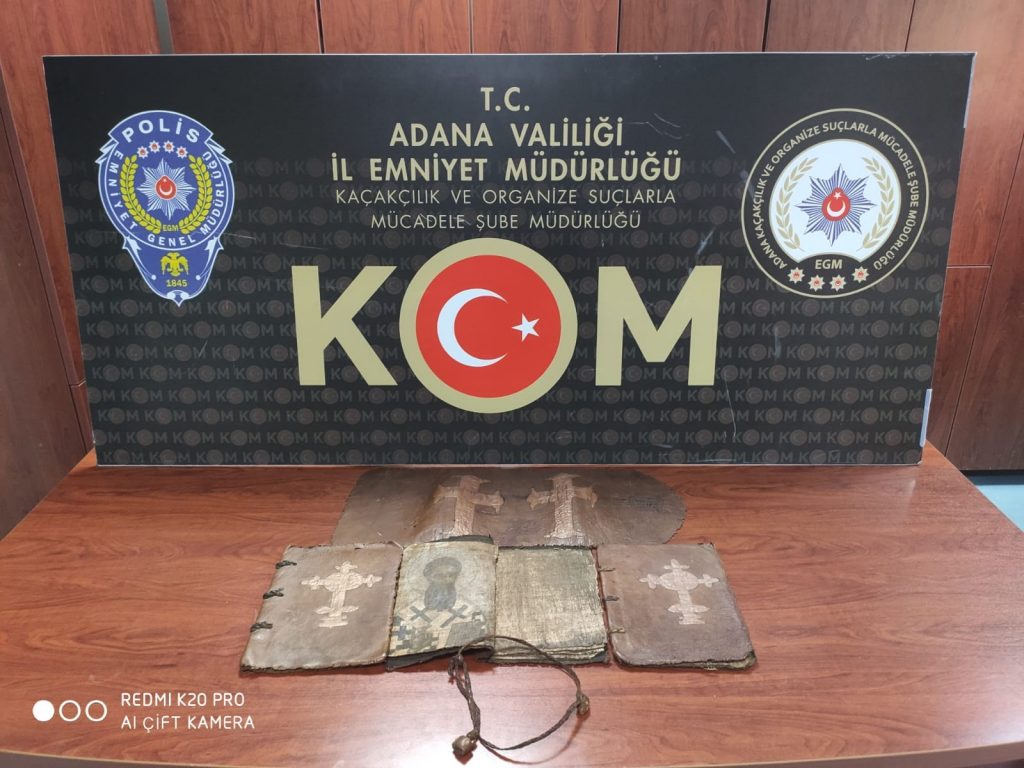 T.C.
ADANA VALİLİĞİ
İL EMNİYET MÜDÜRLÜĞÜ
KAÇAKÇILIK VE ORGANİZE SUÇLARLA
MÜCADELE ŞUBE MÜDÜRLÜĞÜ
KOM
POLİS
EMNİYET GENEL MÜDÜRLÜĞÜ
EGM
1845
ADANA KAÇAKÇILIK VE ORGANİZE SUÇLARLA MÜCADELE ŞUBE MÜDÜRLÜĞÜ
EGM
REDMI K20 PRO
AI ÇİFT KAMERA